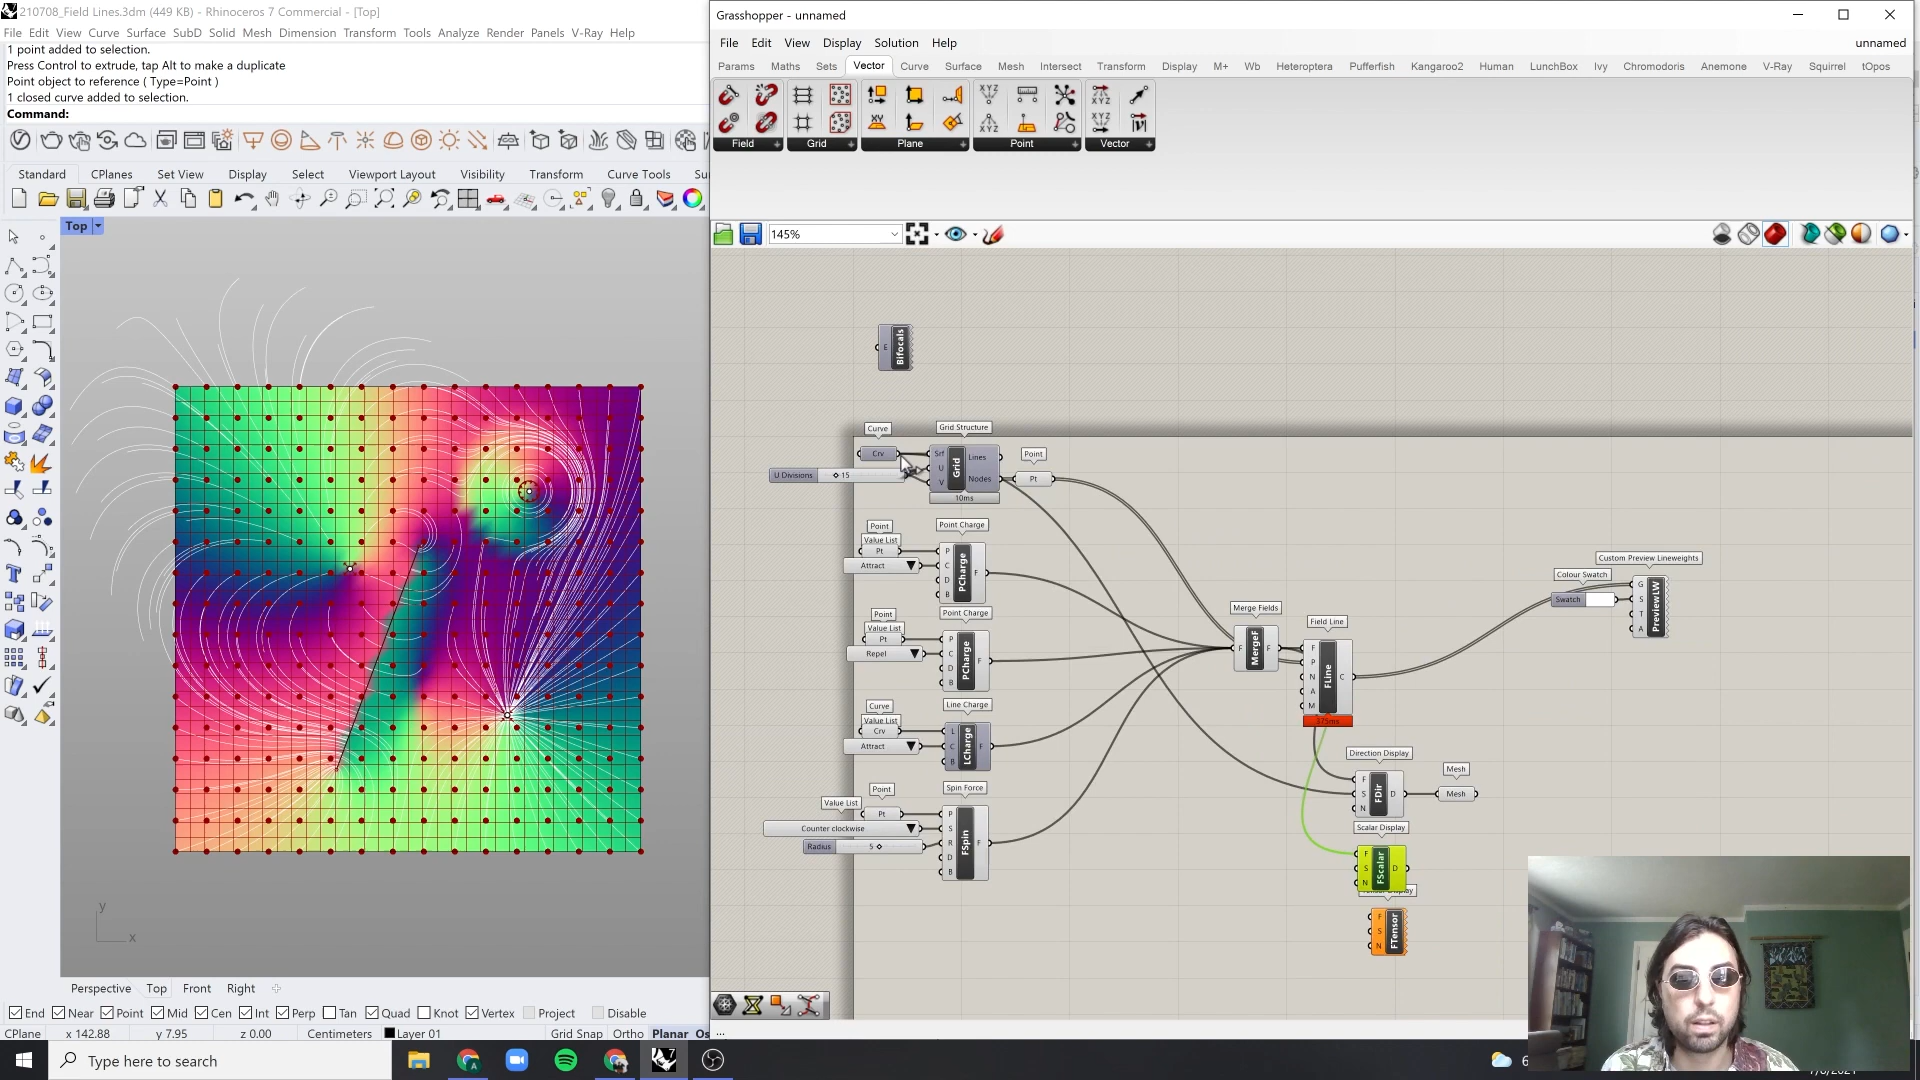 210708_Field Lines.3dm (449 KB) - Rhinoceros 7 Commercial - [Top]
File Edit View Curve Surface SubD Solid Mesh Dimension Transform Tools Analyze Render Panels V-Ray Help
1 point added to selection.
Press Control to extrude, tap Alt to make a duplicate
Point object to reference ( Type=Point )
1 closed curve added to selection.
Command:
Standard CPlanes Set View Display Select Viewport Layout Visibility Transform Curve Tools Su
Top
y
x
Perspective Top Front Right
End Near Point Mid Cen Int Perp Tan Quad Knot Vertex Project Disable
CPlane x 142.88 y 7.95 z 0.00 Centimeters Layer 01 Grid Snap Ortho Planar Os
Grasshopper - unnamed
File Edit View Display Solution Help
unnamed
Params Maths Sets Vector Curve Surface Mesh Intersect Transform Display M+ Wb Heteroptera Pufferfish Kangaroo2 Human LunchBox Ivy Chromodoris Anemone V-Ray Squirrel tOpos
XYZ XYZ
XY XYZ XYZ
Field Grid Plane Point Vector
145%
E Bifocals
Curve Grid Structure
Crv Srf U V Grid Lines Nodes
Point
Pt
U Divisions 15
10ms
Point Point Charge
Value List
Pt
Attract
P C D B PCharge F
Point Point Charge
Value List
Pt
Repel
P C D B PCharge F
Curve Line Charge
Value List
Crv
Attract
L C B LCharge F
Point Spin Force
Value List
Pt
Counter clockwise
Radius 5
P S R D B FSpin F
Merge Fields
F MergeF F
Field Line
F P N A M FLine C
375ms
Direction Display
F S N FDir D
Mesh
Mesh
Scalar Display
F S N FScalar D
F S N FTensor
Custom Preview Lineweights
Colour Swatch
Swatch
G S T A PreviewLW
...
Type here to search